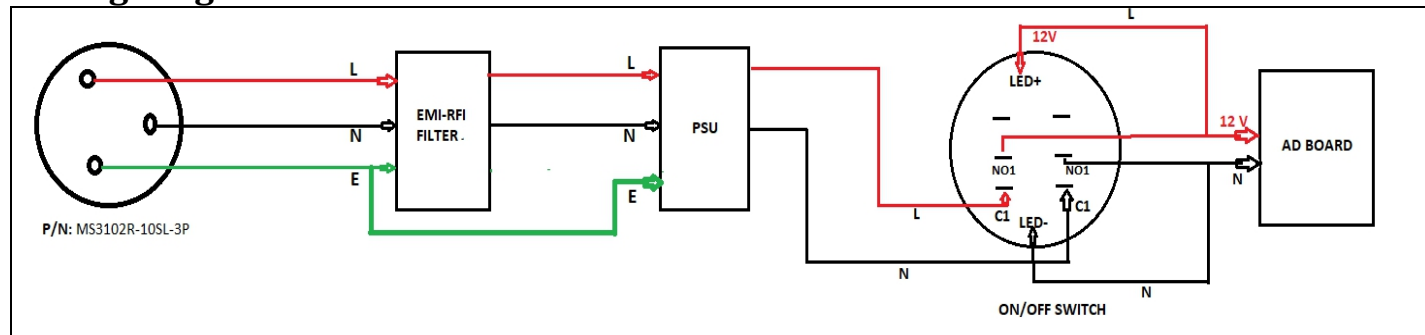 L
N
E
P/N: MS3102R-10SL-3P
EMI-RFI
FILTER
L
N
E
PSU
L
N
L
12V
LED+
NO1
NO1
C1
C1
LED-
N
ON/OFF SWITCH
12 V
N
AD BOARD